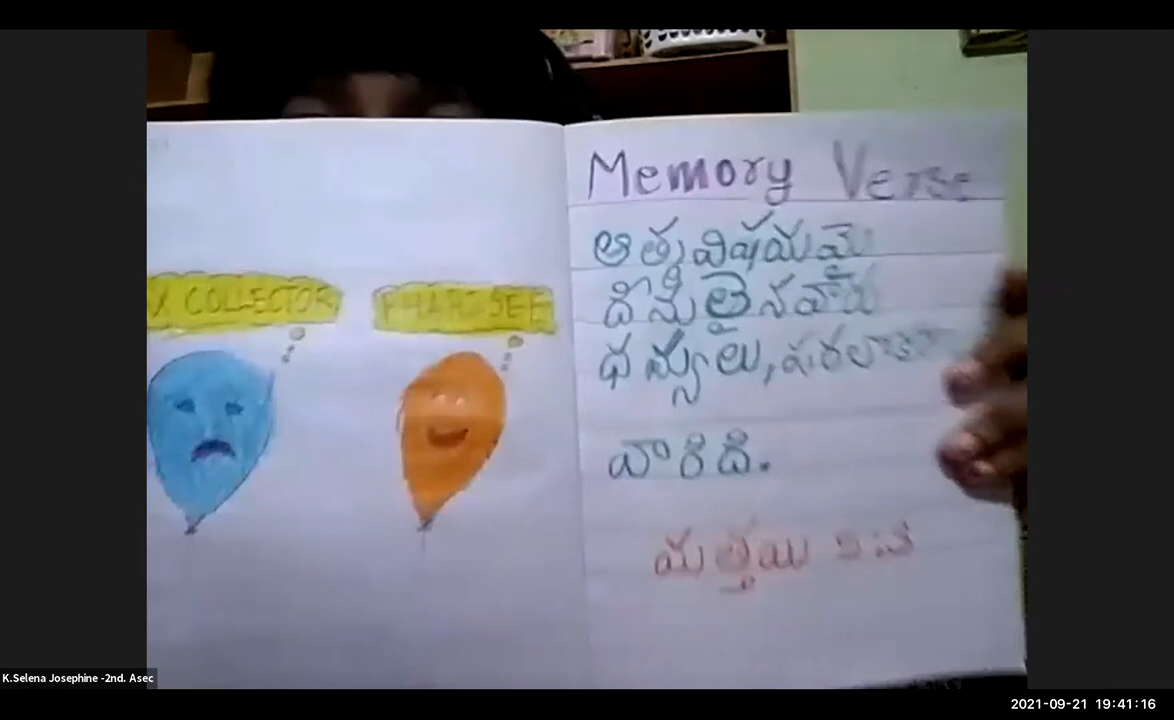 X COLLECTOR
PHARISEE
Memory Verse
ఆత్మవిషయమై
దీనులైనవారు
ధన్యులు,
వారిది.
మత్తయి
K.Selena Josephine -2nd. Asec
2021-09-21 19:41:16